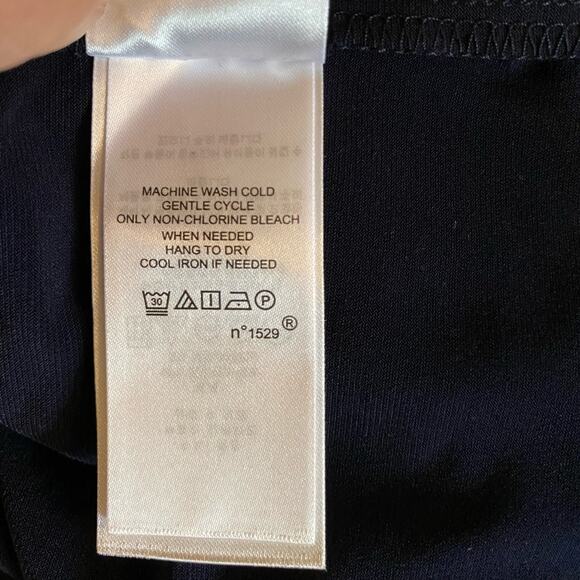 MACHINE WASH COLD
GENTLE CYCLE
ONLY NON-CHLORINE BLEACH
WHEN NEEDED
HANG TO DRY
COOL IRON IF NEEDED
30 P
n°1529®